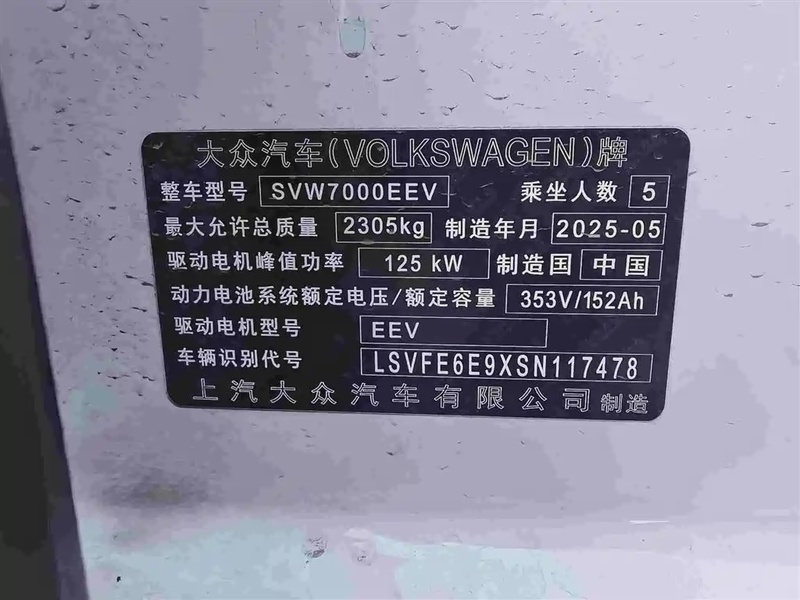 大众汽车(VOLKSWAGEN)牌
整车型号 SVW7000EEV 乘坐人数 5
最大允许总质量 2305kg 制造年月 2025-05
驱动电机峰值功率 125 kW 制造国 中国
动力电池系统额定电压/额定容量 353V/152Ah
驱动电机型号 EEV
车辆识别代号 LSVFE6E9XSN117478
上汽大众汽车有限公司 制造